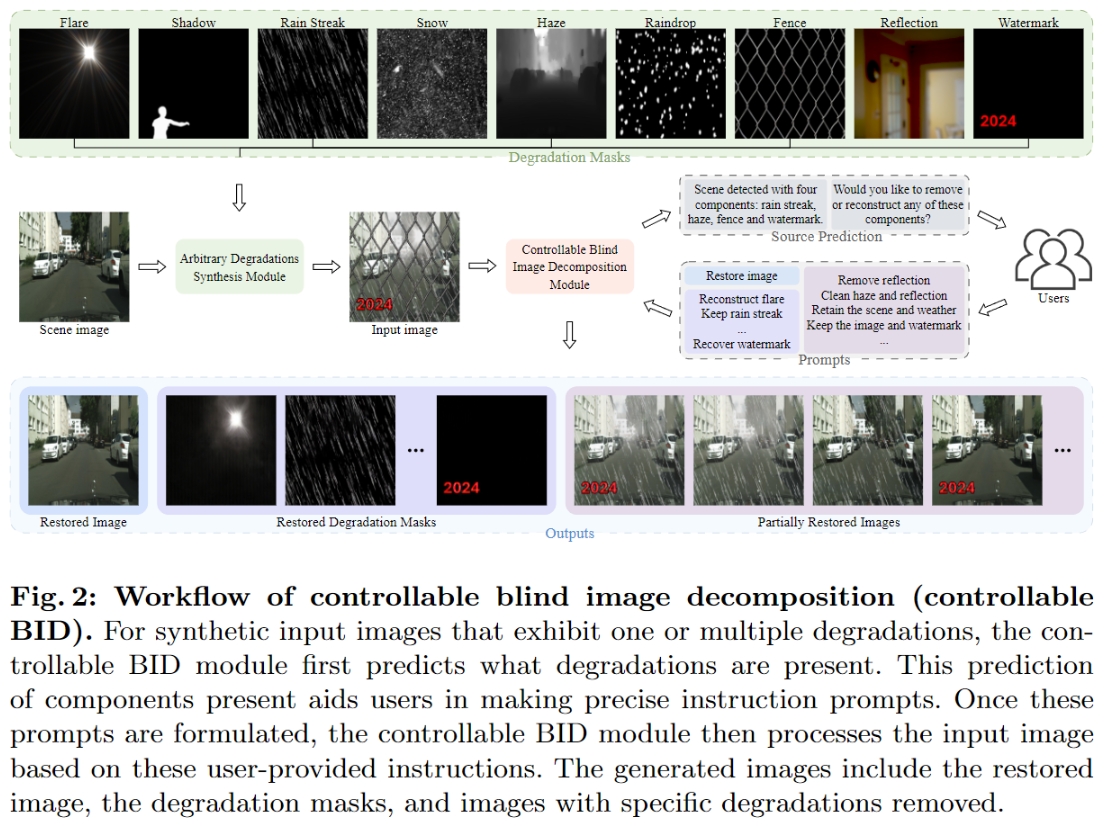 Flare Shadow Rain Streak Snow Haze Raindrop Fence Reflection Watermark
2024
Degradation Masks
Scene detected with four
components: rain streak,
haze, fence and watermark.
Would you like to remove
or reconstruct any of these
components?
Source Prediction
Arbitrary Degradations
Synthesis Module
Controllable Blind
Image Decomposition
Module
2024
Scene image
Input image
Users
Restore image
Reconstruct flare
Keep rain streak
...
Recover watermark
Remove reflection
Clean haze and reflection
Retain the scene and weather
Keep the image and watermark
...
Prompts
...
2024
2024
2024
...
Restored Image
Restored Degradation Masks
Partially Restored Images
Outputs
Fig. 2: Workflow of controllable blind image decomposition (controllable
BID). For synthetic input images that exhibit one or multiple degradations, the con-
trollable BID module first predicts what degradations are present. This prediction
of components present aids users in making precise instruction prompts. Once these
prompts are formulated, the controllable BID module then processes the input image
based on these user-provided instructions. The generated images include the restored
image, the degradation masks, and images with specific degradations removed.